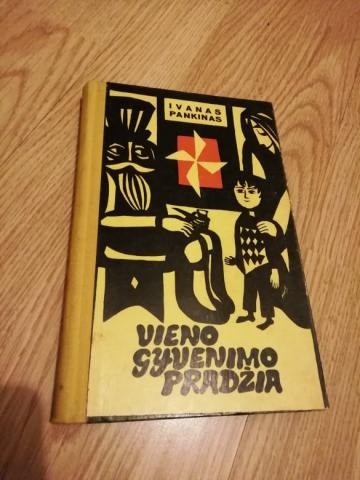 IVANAS
PANKINAS
VIENO
GYVENIMO
PRADŽIA